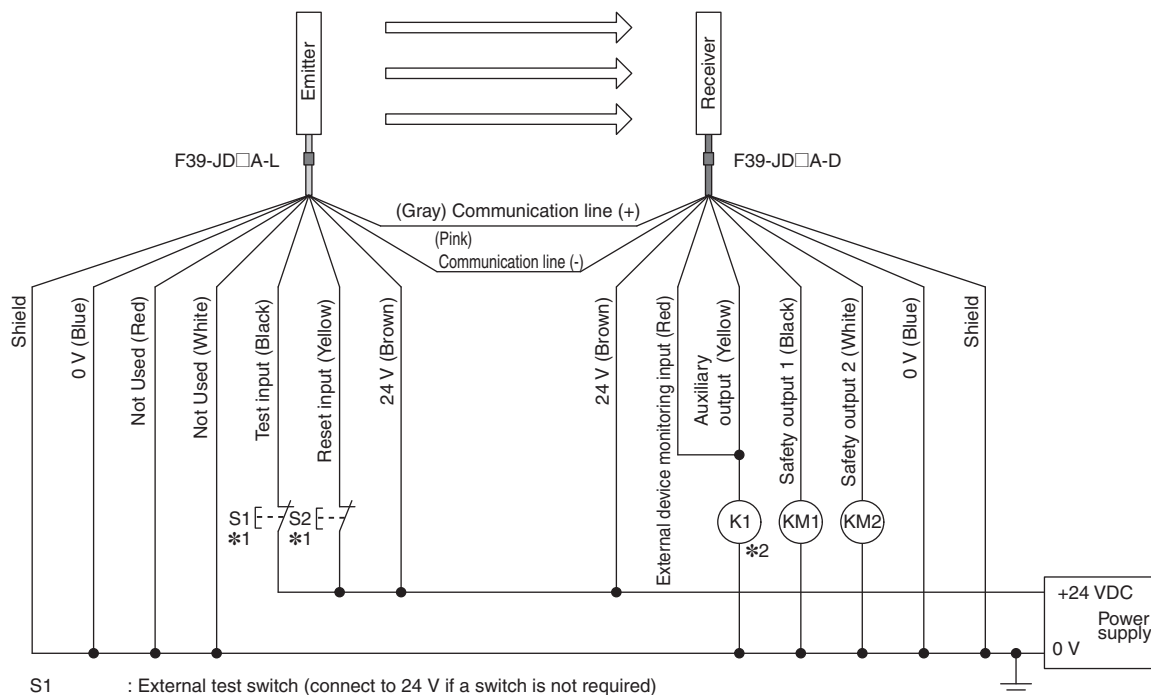 Emitter
Receiver
F39-JD□A-L
F39-JD□A-D
(Gray) Communication line (+)
(Pink)
Communication line (-)
Shield
0 V (Blue)
Not Used (Red)
Not Used (White)
Test input (Black)
Reset input (Yellow)
24 V (Brown)
24 V (Brown)
External device monitoring input (Red)
Auxiliary
output (Yellow)
Safety output 1 (Black)
Safety output 2 (White)
0 V (Blue)
Shield
S1
*1
S2
*1
K1
*2
KM1
KM2
+24 VDC
Power
supply
0 V
S1 : External test switch (connect to 24 V if a switch is not required)